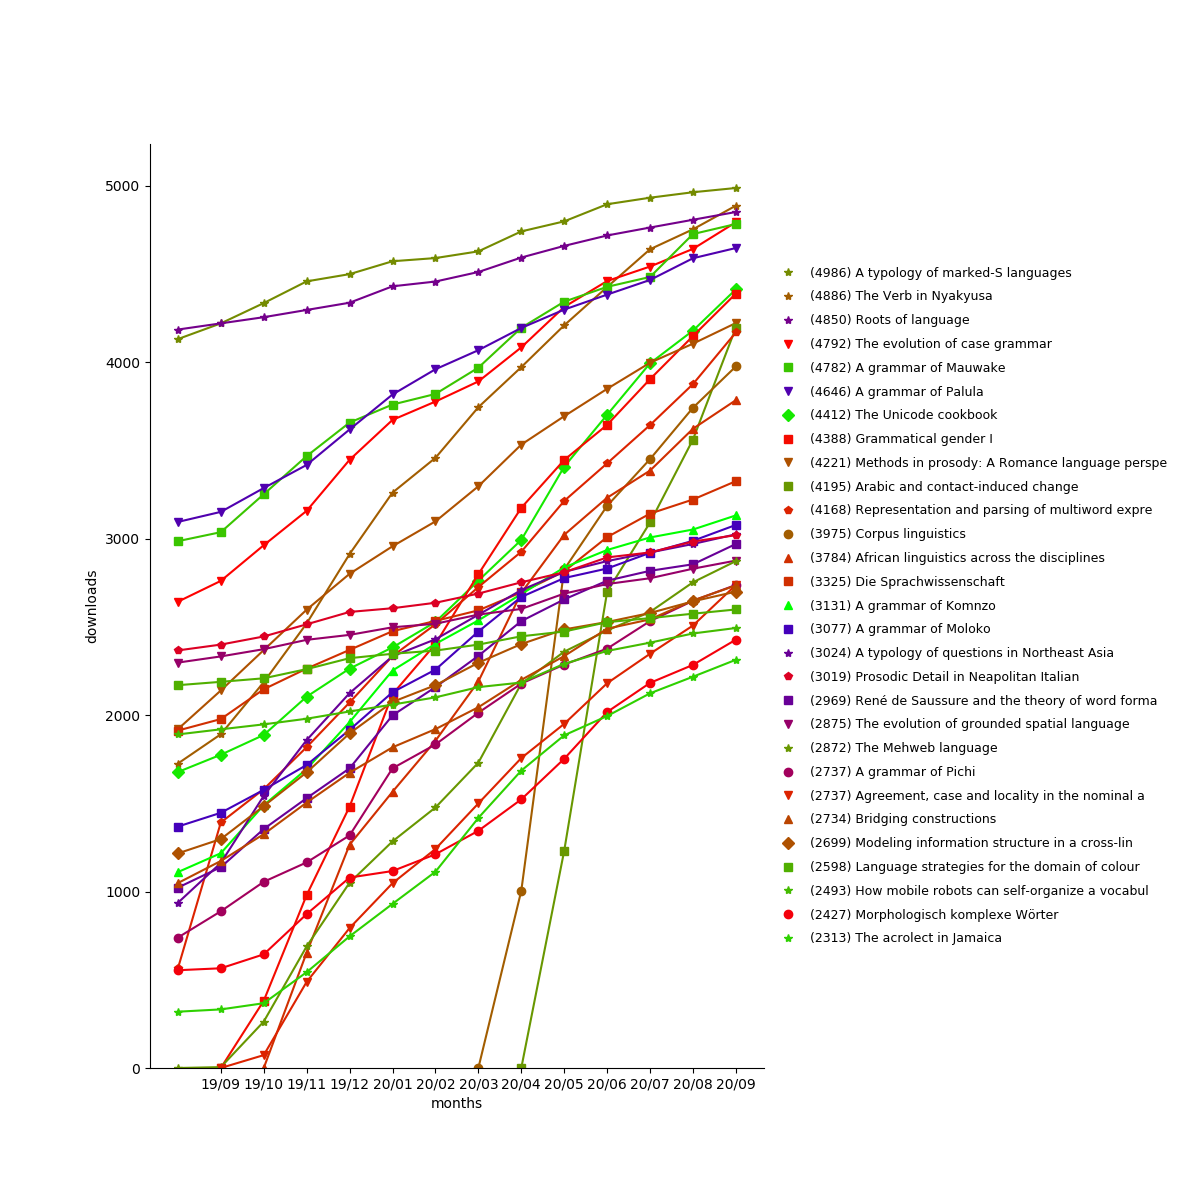 5000
4000
3000
2000
1000
0
downloads
19/09 19/10 19/11 19/12 20/01 20/02 20/03 20/04 20/05 20/06 20/07 20/08 20/09
months
(4986) A typology of marked-S languages
(4886) The Verb in Nyakyusa
(4850) Roots of language
(4792) The evolution of case grammar
(4782) A grammar of Mauwake
(4646) A grammar of Palula
(4412) The Unicode cookbook
(4388) Grammatical gender I
(4221) Methods in prosody: A Romance language perspe
(4195) Arabic and contact-induced change
(4168) Representation and parsing of multiword expre
(3975) Corpus linguistics
(3784) African linguistics across the disciplines
(3325) Die Sprachwissenschaft
(3131) A grammar of Komnzo
(3077) A grammar of Moloko
(3024) A typology of questions in Northeast Asia
(3019) Prosodic Detail in Neapolitan Italian
(2969) René de Saussure and the theory of word forma
(2875) The evolution of grounded spatial language
(2872) The Mehweb language
(2737) A grammar of Pichi
(2737) Agreement, case and locality in the nominal a
(2734) Bridging constructions
(2699) Modeling information structure in a cross-lin
(2598) Language strategies for the domain of colour
(2493) How mobile robots can self-organize a vocabul
(2427) Morphologisch komplexe Wörter
(2313) The acrolect in Jamaica